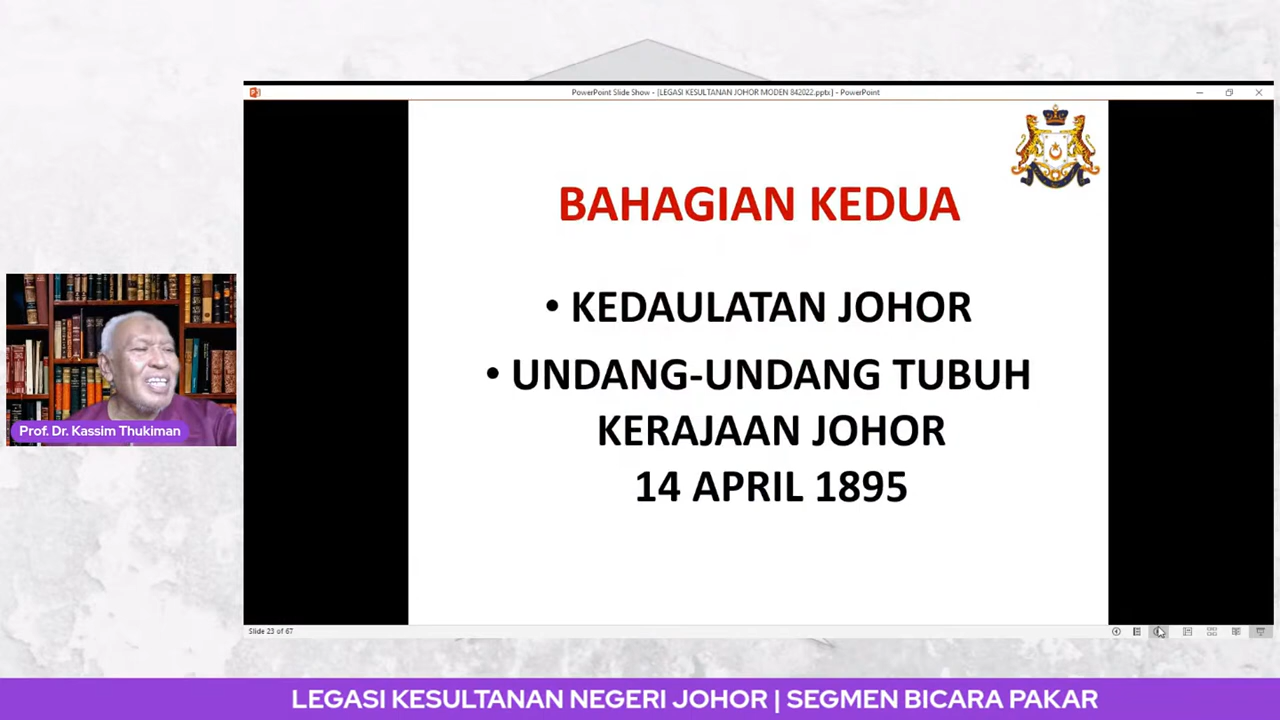 PowerPoint Slide Show - [LEGASI KESULTANAN JOHOR MODEN 842022.pptx] - PowerPoint
BAHAGIAN KEDUA
• KEDAULATAN JOHOR
• UNDANG-UNDANG TUBUH
KERAJAAN JOHOR
14 APRIL 1895
Prof. Dr. Kassim Thukiman
Slide 23 of 67
LEGASI KESULTANAN NEGERI JOHOR | SEGMEN BICARA PAKAR